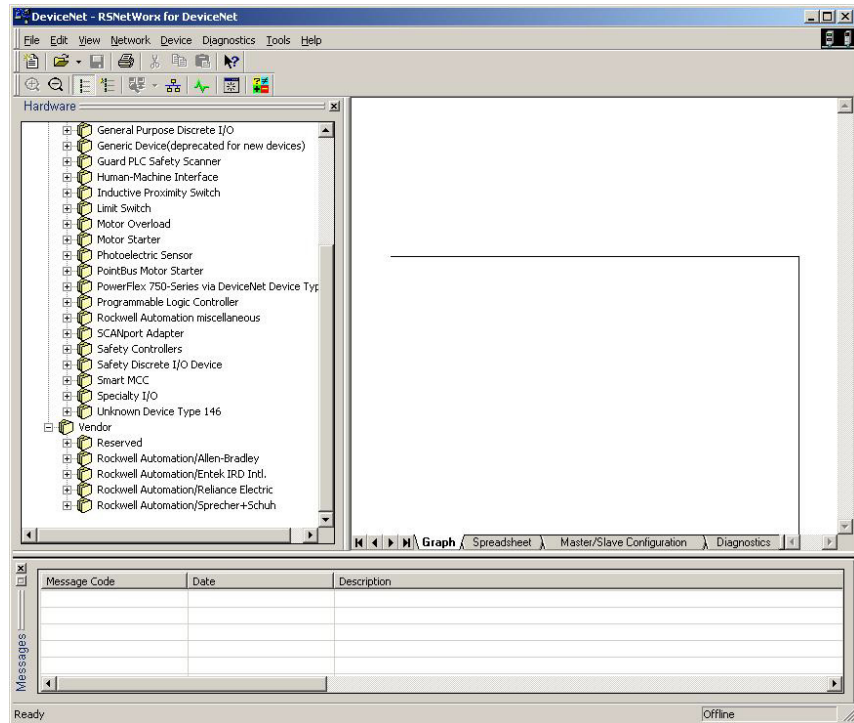 DeviceNet - RSNetWorx for DeviceNet
File Edit View Network Device Diagnostics Tools Help
Hardware
General Purpose Discrete I/O
Generic Device(deprecated for new devices)
Guard PLC Safety Scanner
Human-Machine Interface
Inductive Proximity Switch
Limit Switch
Motor Overload
Motor Starter
Photoelectric Sensor
PointBus Motor Starter
PowerFlex 750-Series via DeviceNet Device Typ
Programmable Logic Controller
Rockwell Automation miscellaneous
SCANport Adapter
Safety Controllers
Safety Discrete I/O Device
Smart MCC
Specialty I/O
Unknown Device Type 146
Vendor
Reserved
Rockwell Automation/Allen-Bradley
Rockwell Automation/Entek IRD Intl.
Rockwell Automation/Reliance Electric
Rockwell Automation/Sprecher+Schuh
Graph Spreadsheet Master/Slave Configuration Diagnostics
Messages
Message Code Date Description
Ready Offline